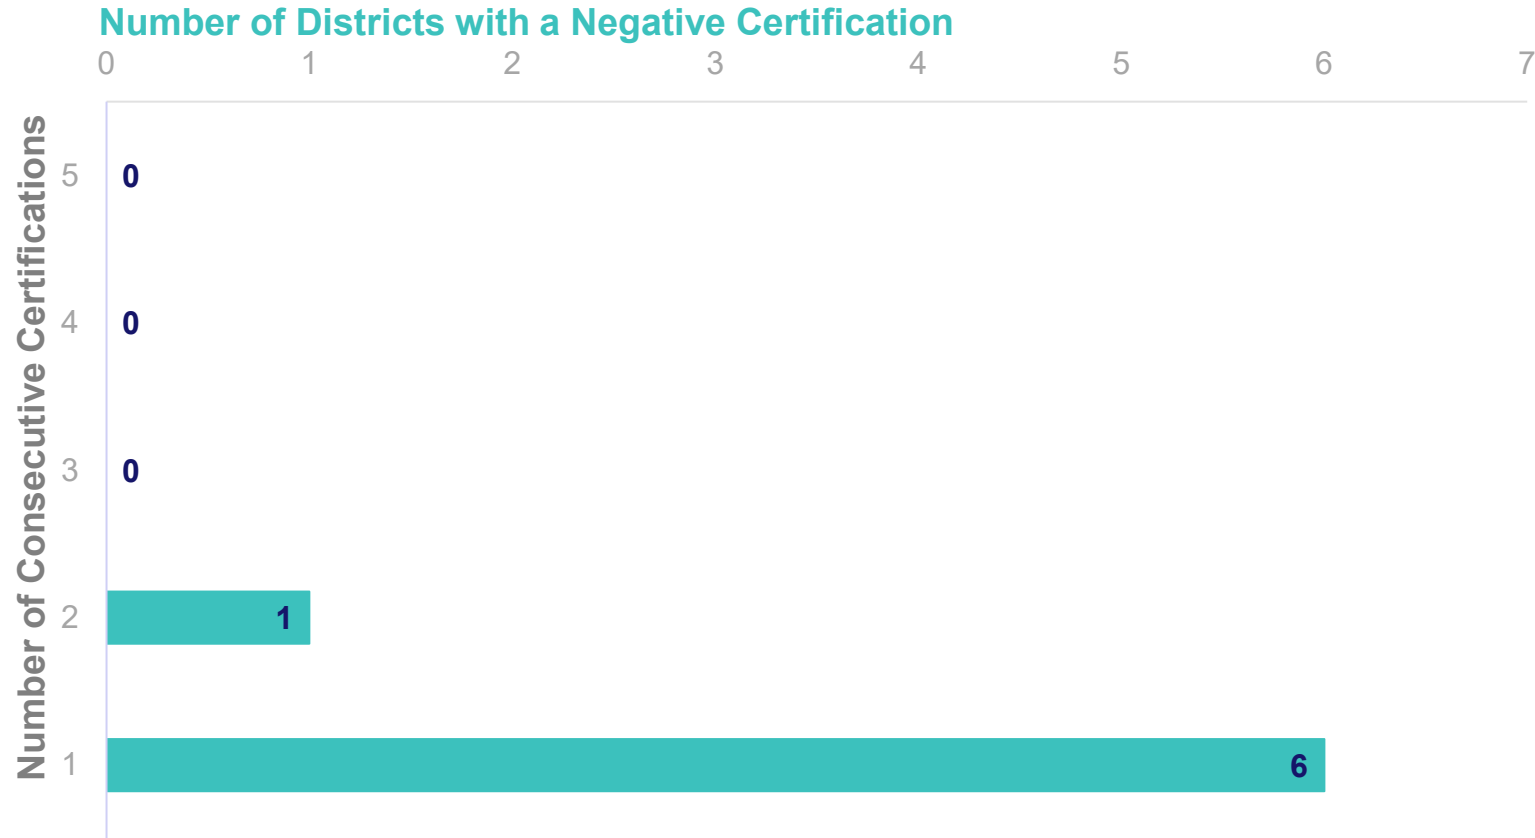 Number of Districts with a Negative Certification
0 1 2 3 4 5 6 7
Number of Consecutive Certifications
5 0
4 0
3 0
2 1
1 6